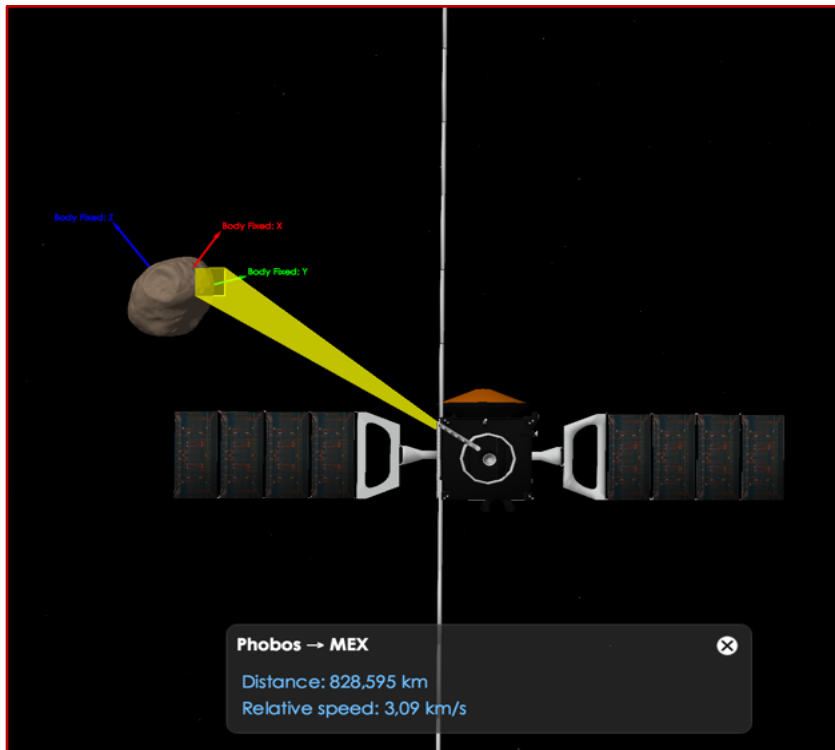 Body Fixed: Z
Body Fixed: X
Body Fixed: Y
Phobos → MEX
Distance: 828,595 km
Relative speed: 3,09 km/s